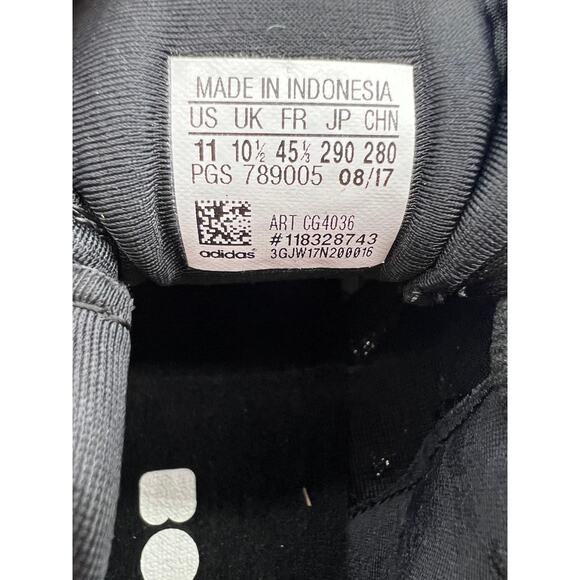 MADE IN INDONESIA
US UK FR JP CHN
11 10½ 45⅓ 290 280
PGS 789005 08/17
ART CG4036
#118328743
3GJW17N200016
adidas
BO